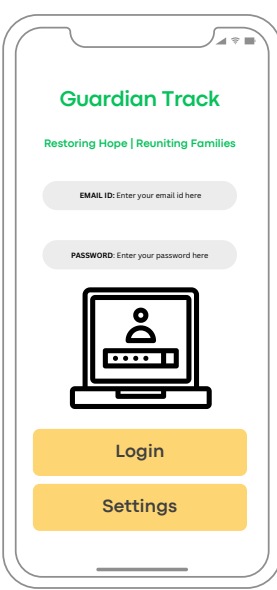 Guardian Track
Restoring Hope | Reuniting Families
EMAIL ID: Enter your email id here
PASSWORD: Enter your password here
Login
Settings